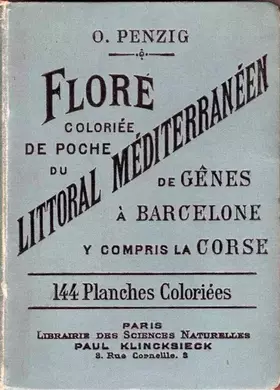 O. PENZIG
FLORE
COLORIÉE
DE POCHE
DU
LITTORAL MÉDITERRANÉEN
DE GÊNES
À BARCELONE
Y COMPRIS LA CORSE
144 Planches Coloriées
PARIS
LIBRAIRIE DES SCIENCES NATURELLES
PAUL KLINCKSIECK
3. Rue Corneille. 3